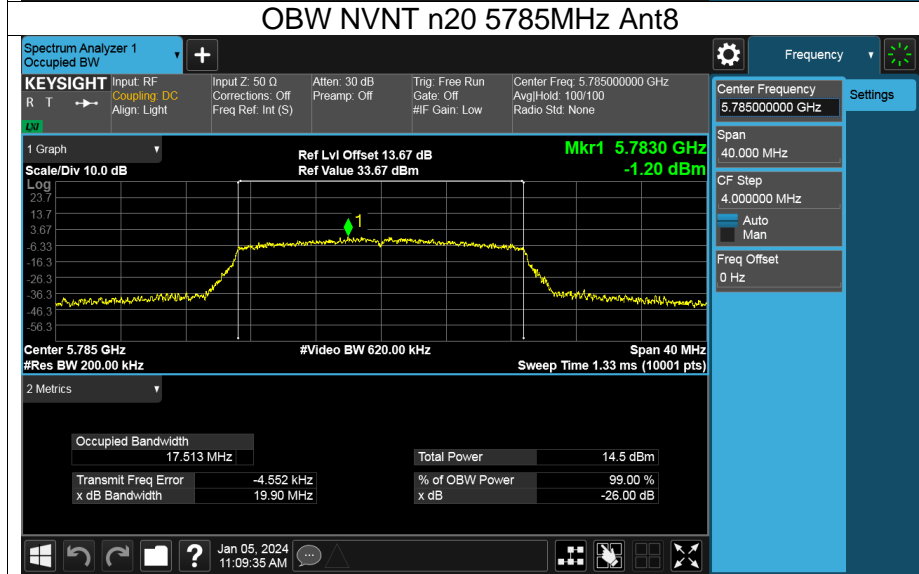 OBW NVNT n20 5785MHz Ant8
Spectrum Analyzer 1
Occupied BW
+
Frequency
KEYSIGHT
R T
LXI
Input: RF
Coupling: DC
Align: Light
Input Z: 50 Ω
Corrections: Off
Freq Ref: Int (S)
Atten: 30 dB
Preamp: Off
Trig: Free Run
Gate: Off
#IF Gain: Low
Center Freq: 5.785000000 GHz
Avg|Hold: 100/100
Radio Std: None
Center Frequency
5.785000000 GHz
Settings
Span
40.000 MHz
CF Step
4.000000 MHz
Auto
Man
Freq Offset
0 Hz
1 Graph
Ref Lvl Offset 13.67 dB
Mkr1 5.7830 GHz
Scale/Div 10.0 dB
Ref Value 33.67 dBm
-1.20 dBm
Log
23.7
13.7
3.67
-6.33
-16.3
-26.3
-36.3
-46.3
-56.3
1
Center 5.785 GHz
#Video BW 620.00 kHz
Span 40 MHz
#Res BW 200.00 kHz
Sweep Time 1.33 ms (10001 pts)
2 Metrics
Occupied Bandwidth
17.513 MHz
Total Power 14.5 dBm
Transmit Freq Error -4.552 kHz
% of OBW Power 99.00 %
x dB Bandwidth 19.90 MHz
x dB -26.00 dB
?
Jan 05, 2024
11:09:35 AM